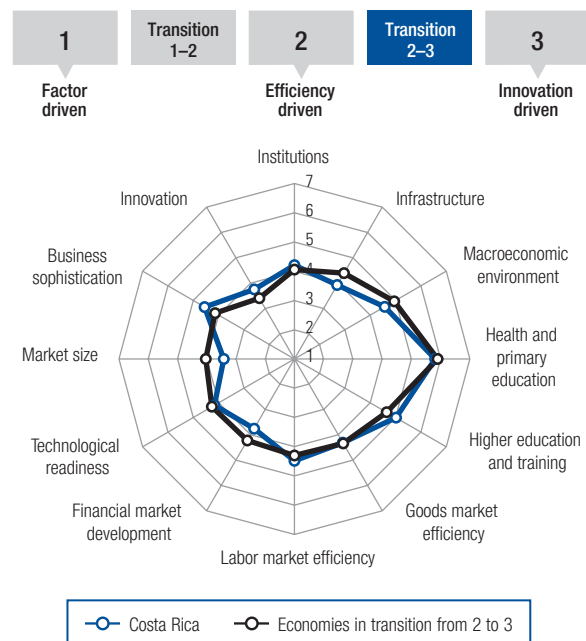 1
Transition
1–2
2
Transition
2–3
3
Factor
driven
Efficiency
driven
Innovation
driven
Institutions
Infrastructure
Macroeconomic
environment
Health and
primary
education
Higher education
and training
Goods market
efficiency
Labor market efficiency
Financial market
development
Technological
readiness
Market size
Business
sophistication
Innovation
7
6
5
4
3
2
1
Costa Rica
Economies in transition from 2 to 3